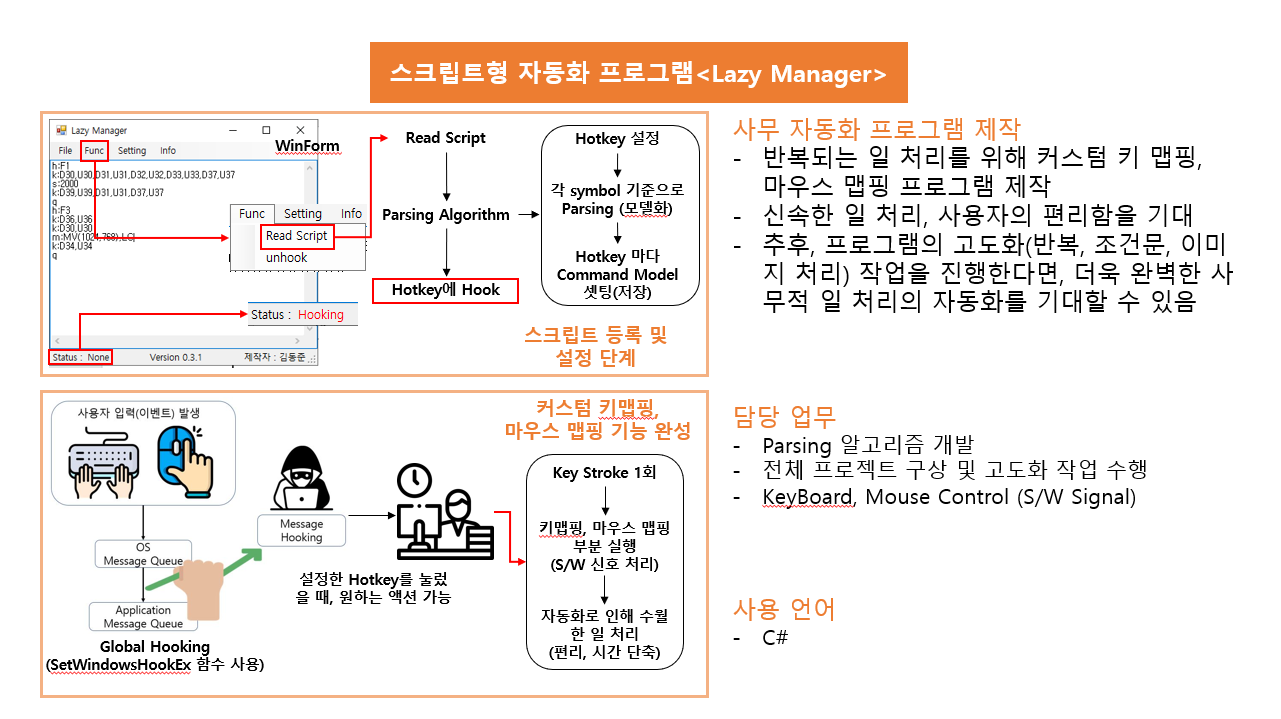 스크립트형 자동화 프로그램<Lazy Manager>
Lazy Manager
File Func Setting Info
WinForm
h:F1
k:D30,U30,D31,U31,D32,U32,D33,U33,D37,U37
s:2000
k:D39,U39,D31,U31,D37,U37
q
h:F3
k:D36,U36
k:D30,U30
m:MV(1024,768),LC|
k:D34,U34
q
Func Setting Info
Read Script
unhook
Status : Hooking
Status : None
Version 0.3.1
제작자 : 김동준
Read Script
Parsing Algorithm
Hotkey에 Hook
Hotkey 설정
각 symbol 기준으로
Parsing (모델화)
Hotkey 마다
Command Model
셋팅(저장)
스크립트 등록 및
설정 단계
사무 자동화 프로그램 제작
- 반복되는 일 처리를 위해 커스텀 키 맵핑,
마우스 맵핑 프로그램 제작
- 신속한 일 처리, 사용자의 편리함을 기대
- 추후, 프로그램의 고도화(반복, 조건문, 이미
지 처리) 작업을 진행한다면, 더욱 완벽한 사
무적 일 처리의 자동화를 기대할 수 있음
사용자 입력(이벤트) 발생
OS
Message Queue
Application
Message Queue
Global Hooking
(SetWindowsHookEx 함수 사용)
Message
Hooking
설정한 Hotkey를 눌렀
을 때, 원하는 액션 가능
커스텀 키맵핑,
마우스 맵핑 기능 완성
Key Stroke 1회
키맵핑, 마우스 맵핑
부분 실행
(S/W 신호 처리)
자동화로 인해 수월
한 일 처리
(편리, 시간 단축)
담당 업무
- Parsing 알고리즘 개발
- 전체 프로젝트 구상 및 고도화 작업 수행
- KeyBoard, Mouse Control (S/W Signal)
사용 언어
- C#